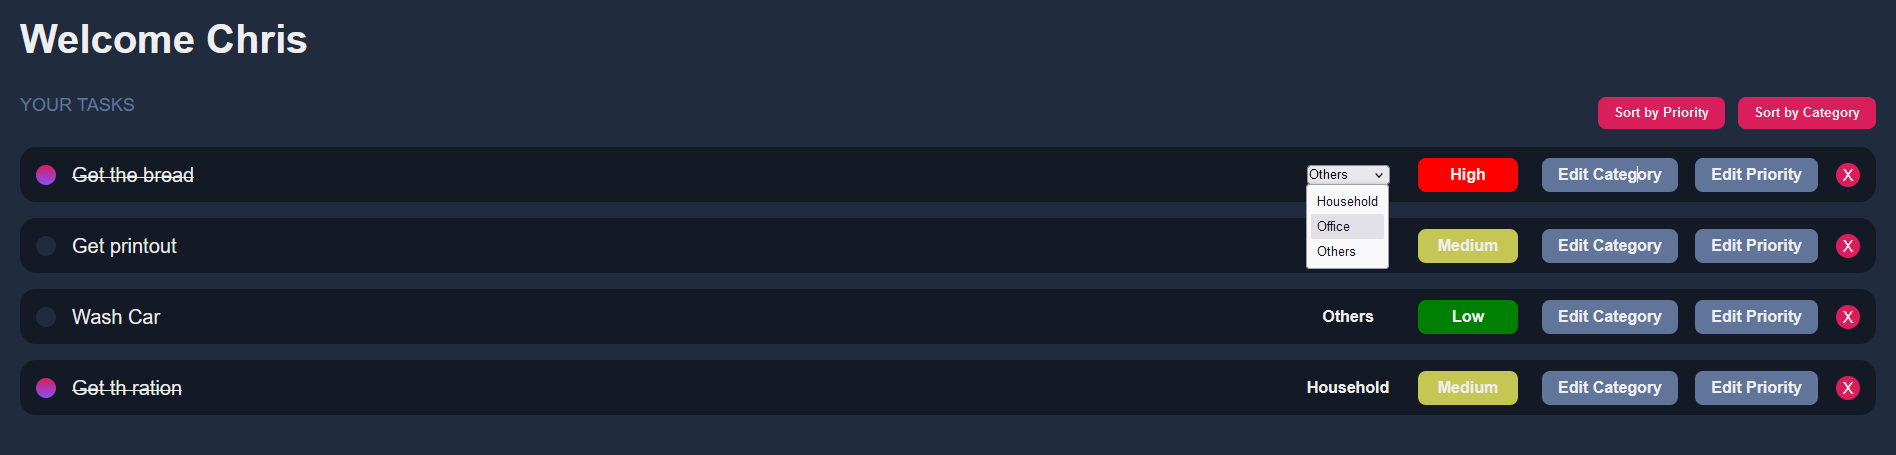 Welcome Chris
YOUR TASKS
Sort by Priority Sort by Category
Get the bread Others High Edit Category Edit Priority X
Household
Office
Others
Get printout Medium Edit Category Edit Priority X
Wash Car Others Low Edit Category Edit Priority X
Get th ration Household Medium Edit Category Edit Priority X